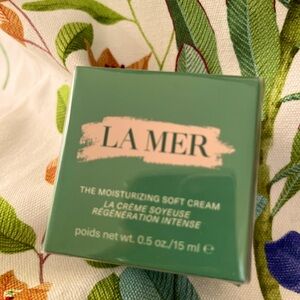 LA MER
THE MOISTURIZING SOFT CREAM
LA CRÈME SOYEUSE
RÉGÉNÉRATION INTENSE
poids net wt. 0.5 oz./15 ml ℮